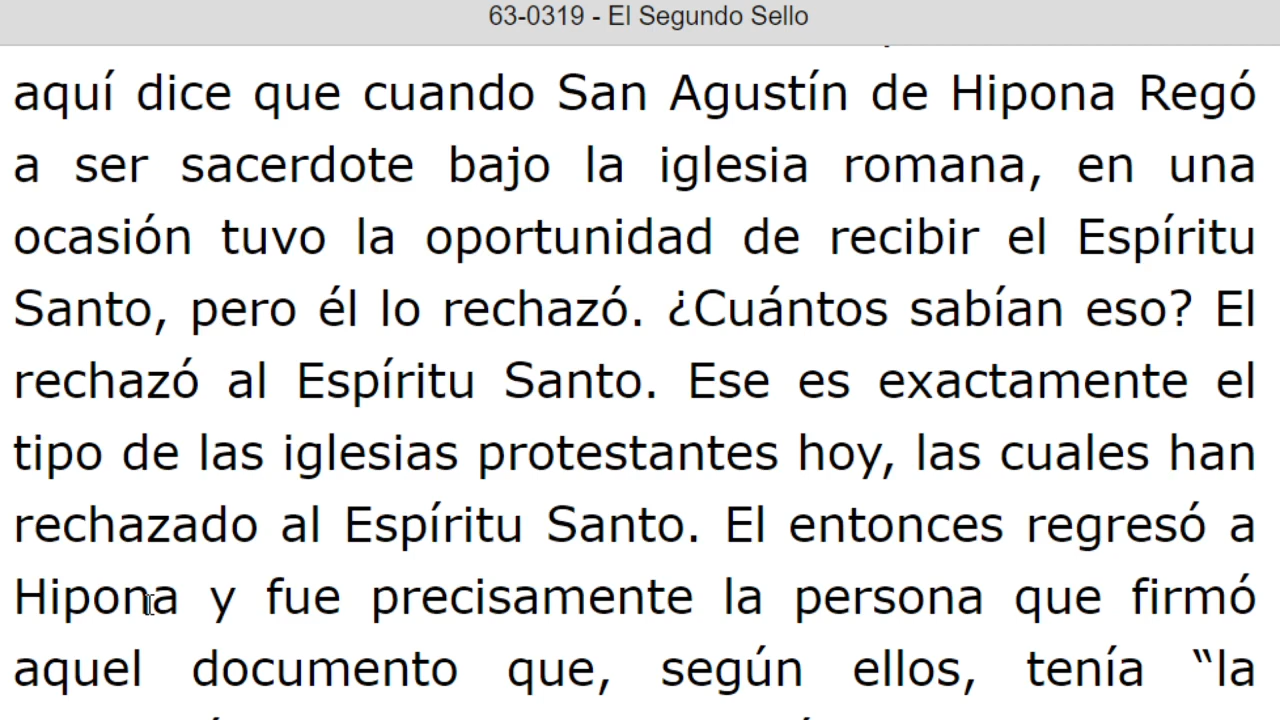 63-0319 - El Segundo Sello
aquí dice que cuando San Agustín de Hipona Regó
a ser sacerdote bajo la iglesia romana, en una
ocasión tuvo la oportunidad de recibir el Espíritu
Santo, pero él lo rechazó. ¿Cuántos sabían eso? El
rechazó al Espíritu Santo. Ese es exactamente el
tipo de las iglesias protestantes hoy, las cuales han
rechazado al Espíritu Santo. El entonces regresó a
Hipona y fue precisamente la persona que firmó
aquel documento que, según ellos, tenía “la